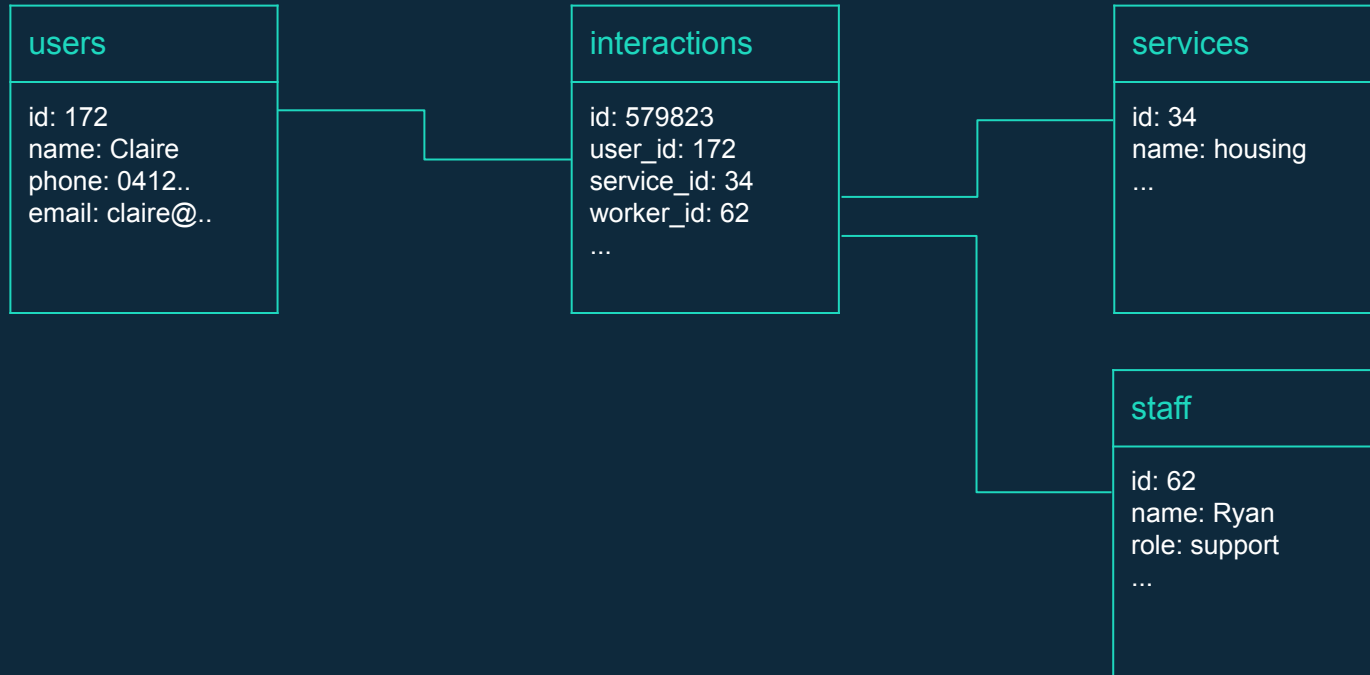 users
id: 172
name: Claire
phone: 0412..
email: claire@..
interactions
id: 579823
user_id: 172
service_id: 34
worker_id: 62
...
services
id: 34
name: housing
...
staff
id: 62
name: Ryan
role: support
...